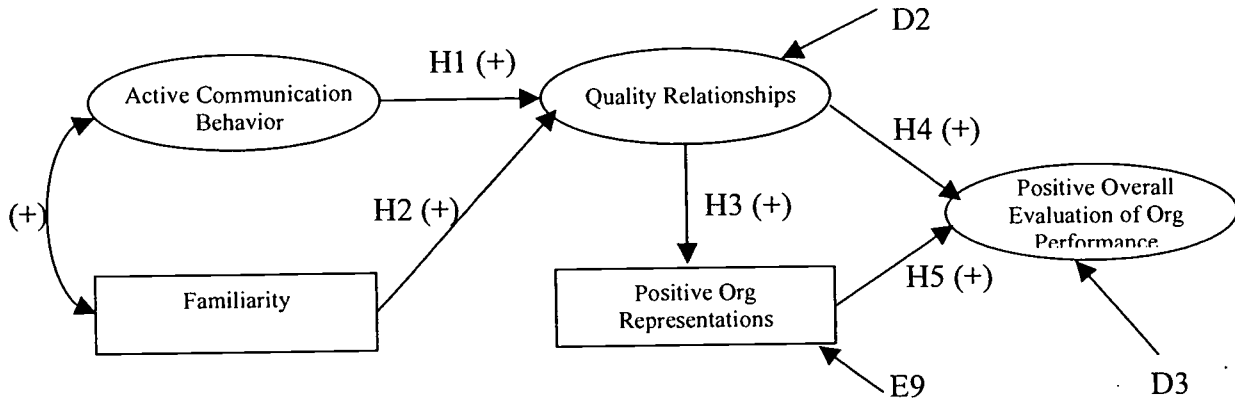 D2
H1 (+)
Active Communication
Behavior
Quality Relationships
H4 (+)
(+)
H2 (+)
H3 (+)
Positive Overall
Evaluation of Org
Performance
Familiarity
Positive Org
Representations
H5 (+)
E9
D3